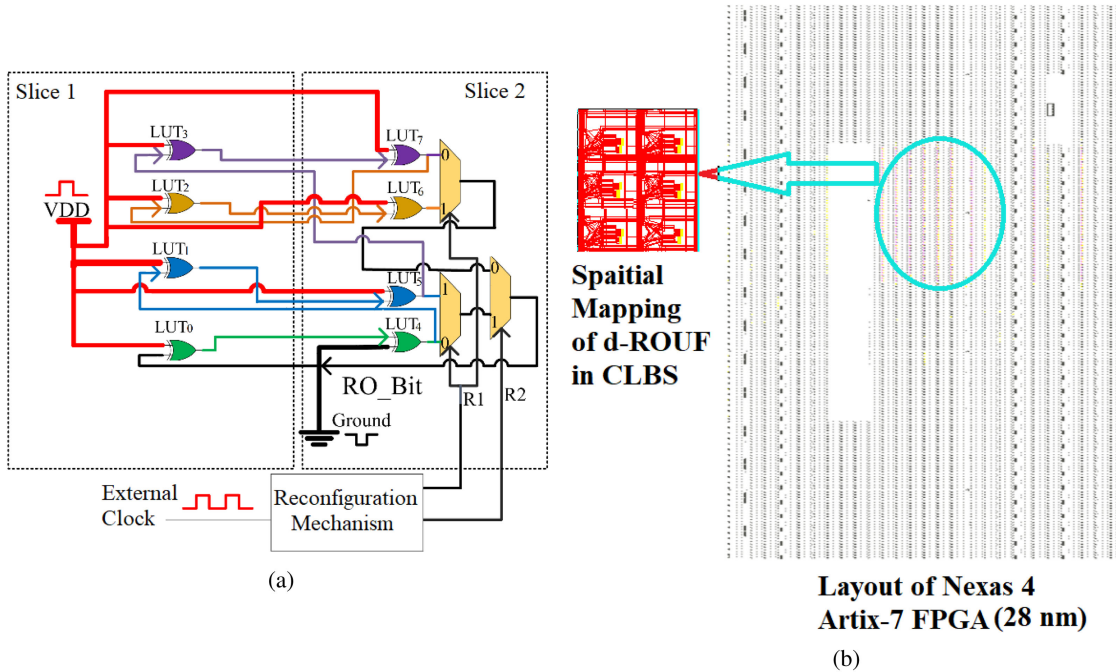 Slice 1
Slice 2
LUT3
LUT7
0
LUT2
LUT6
1
VDD
LUT1
LUT5
0
1
LUT0
LUT4
1
0
RO_Bit
R1
R2
Ground
External
Clock
Reconfiguration
Mechanism
(a)
Spaitial
Mapping
of d-ROUF
in CLBS
Layout of Nexas 4
Artix-7 FPGA (28 nm)
(b)